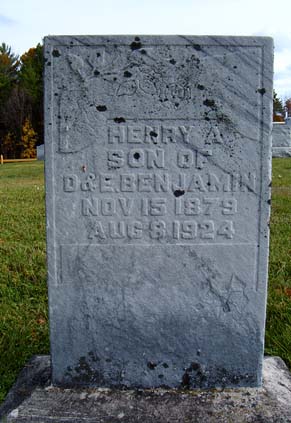 HENRY A.
SON OF
D&E.BENJAMIN
NOV 15 1879
AUG 8 1924